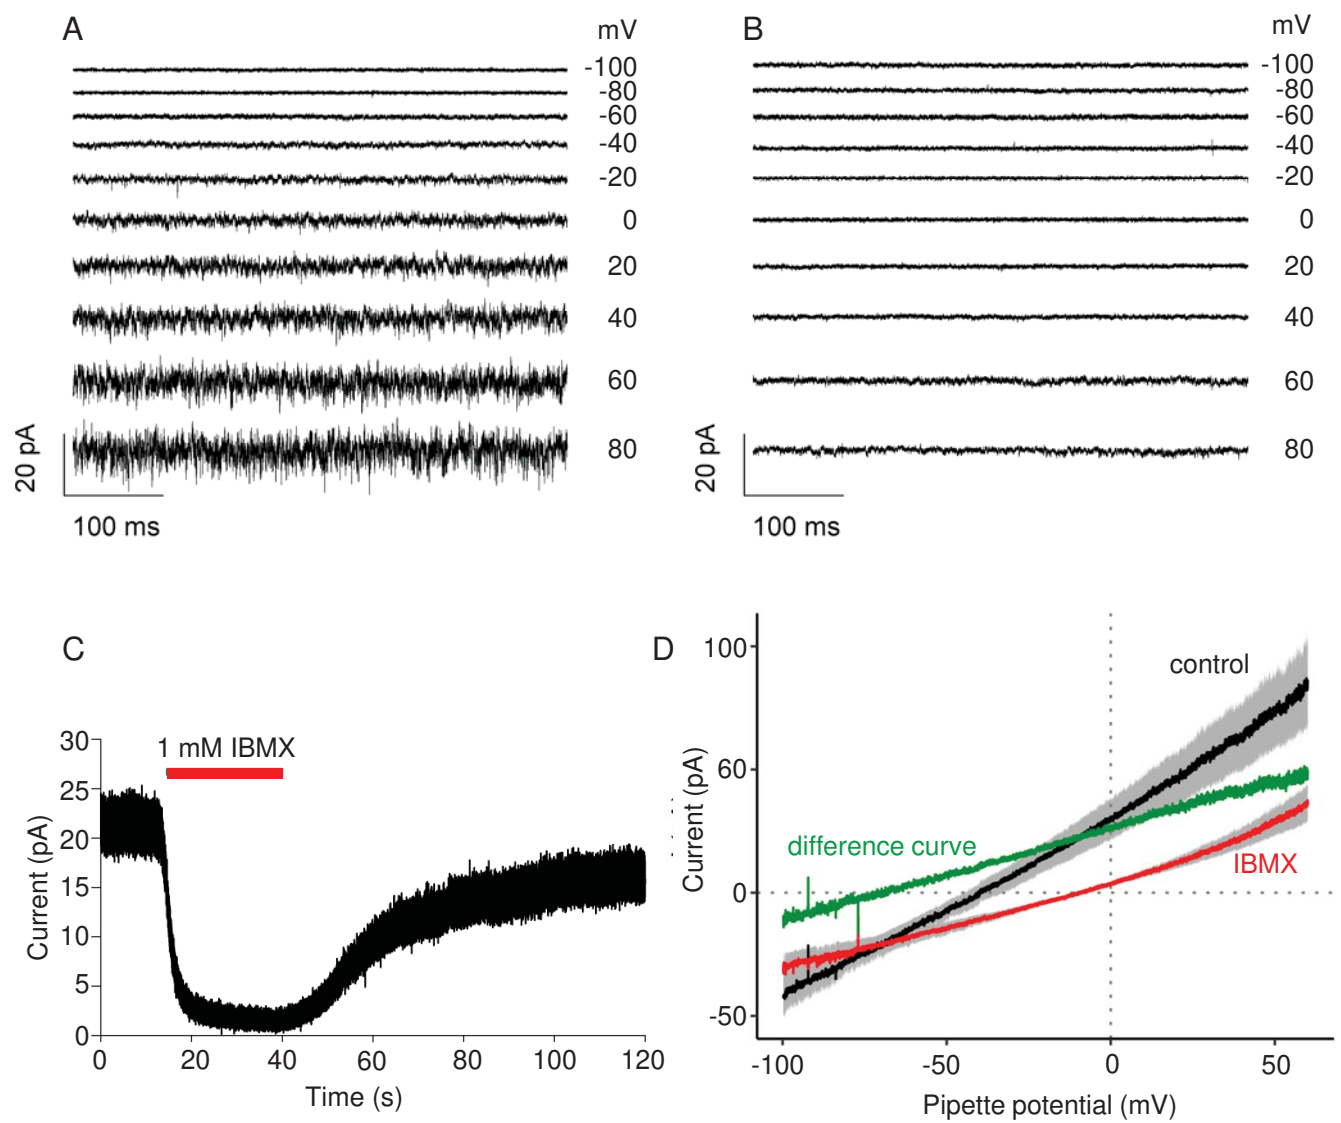 A
mV
-100
-80
-60
-40
-20
0
20
40
60
80
20 pA
100 ms
B
mV
-100
-80
-60
-40
-20
0
20
40
60
80
20 pA
100 ms
C
30
25
20
15
10
5
0
Current (pA)
1 mM IBMX
0
20
40
60
80
100
120
Time (s)
D
100
60
0
-50
Current (pA)
control
difference curve
IBMX
-100
-50
0
50
Pipette potential (mV)